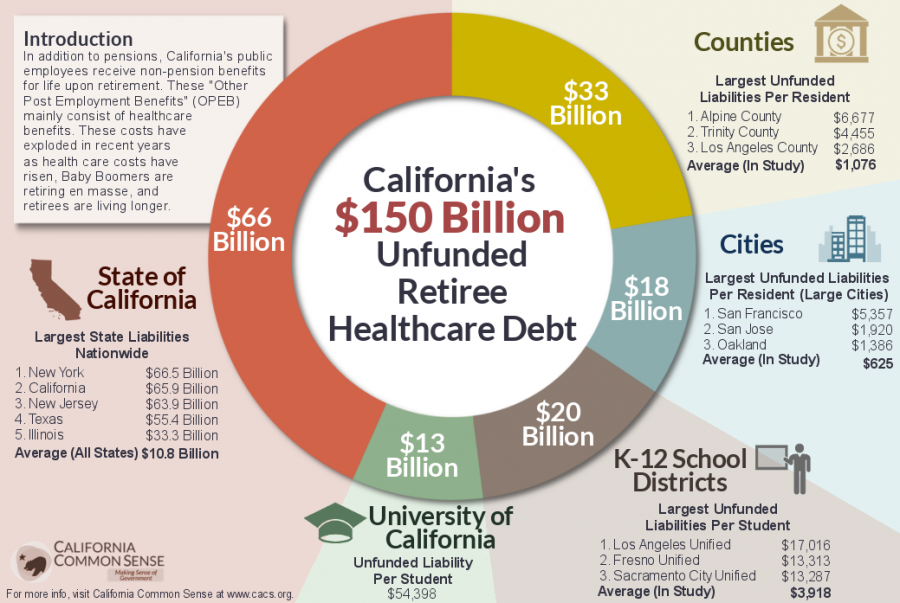 Introduction
In addition to pensions, California's public
employees receive non-pension benefits
for life upon retirement. These "Other
Post Employment Benefits" (OPEB)
mainly consist of healthcare
benefits. These costs have
exploded in recent years
as health care costs have
risen, Baby Boomers are
retiring en masse, and
retirees are living longer.
California's
$150 Billion
Unfunded
Retiree
Healthcare Debt
$33
Billion
$18
Billion
$20
Billion
$13
Billion
$66
Billion
Counties
Largest Unfunded
Liabilities Per Resident
1. Alpine County $6,677
2. Trinity County $4,455
3. Los Angeles County $2,686
Average (In Study) $1,076
Cities
Largest Unfunded Liabilities
Per Resident (Large Cities)
1. San Francisco $5,357
2. San Jose $1,920
3. Oakland $1,386
Average (In Study) $625
State of
California
Largest State Liabilities
Nationwide
1. New York $66.5 Billion
2. California $65.9 Billion
3. New Jersey $63.9 Billion
4. Texas $55.4 Billion
5. Illinois $33.3 Billion
Average (All States) $10.8 Billion
K-12 School
Districts
Largest Unfunded
Liabilities Per Student
1. Los Angeles Unified $17,016
2. Fresno Unified $13,313
3. Sacramento City Unified $13,287
Average (In Study) $3,918
University of
California
Unfunded Liability
Per Student
$54,398
CALIFORNIA
COMMON SENSE
Making Sense of
Government
For more info, visit California Common Sense at www.cacs.org.